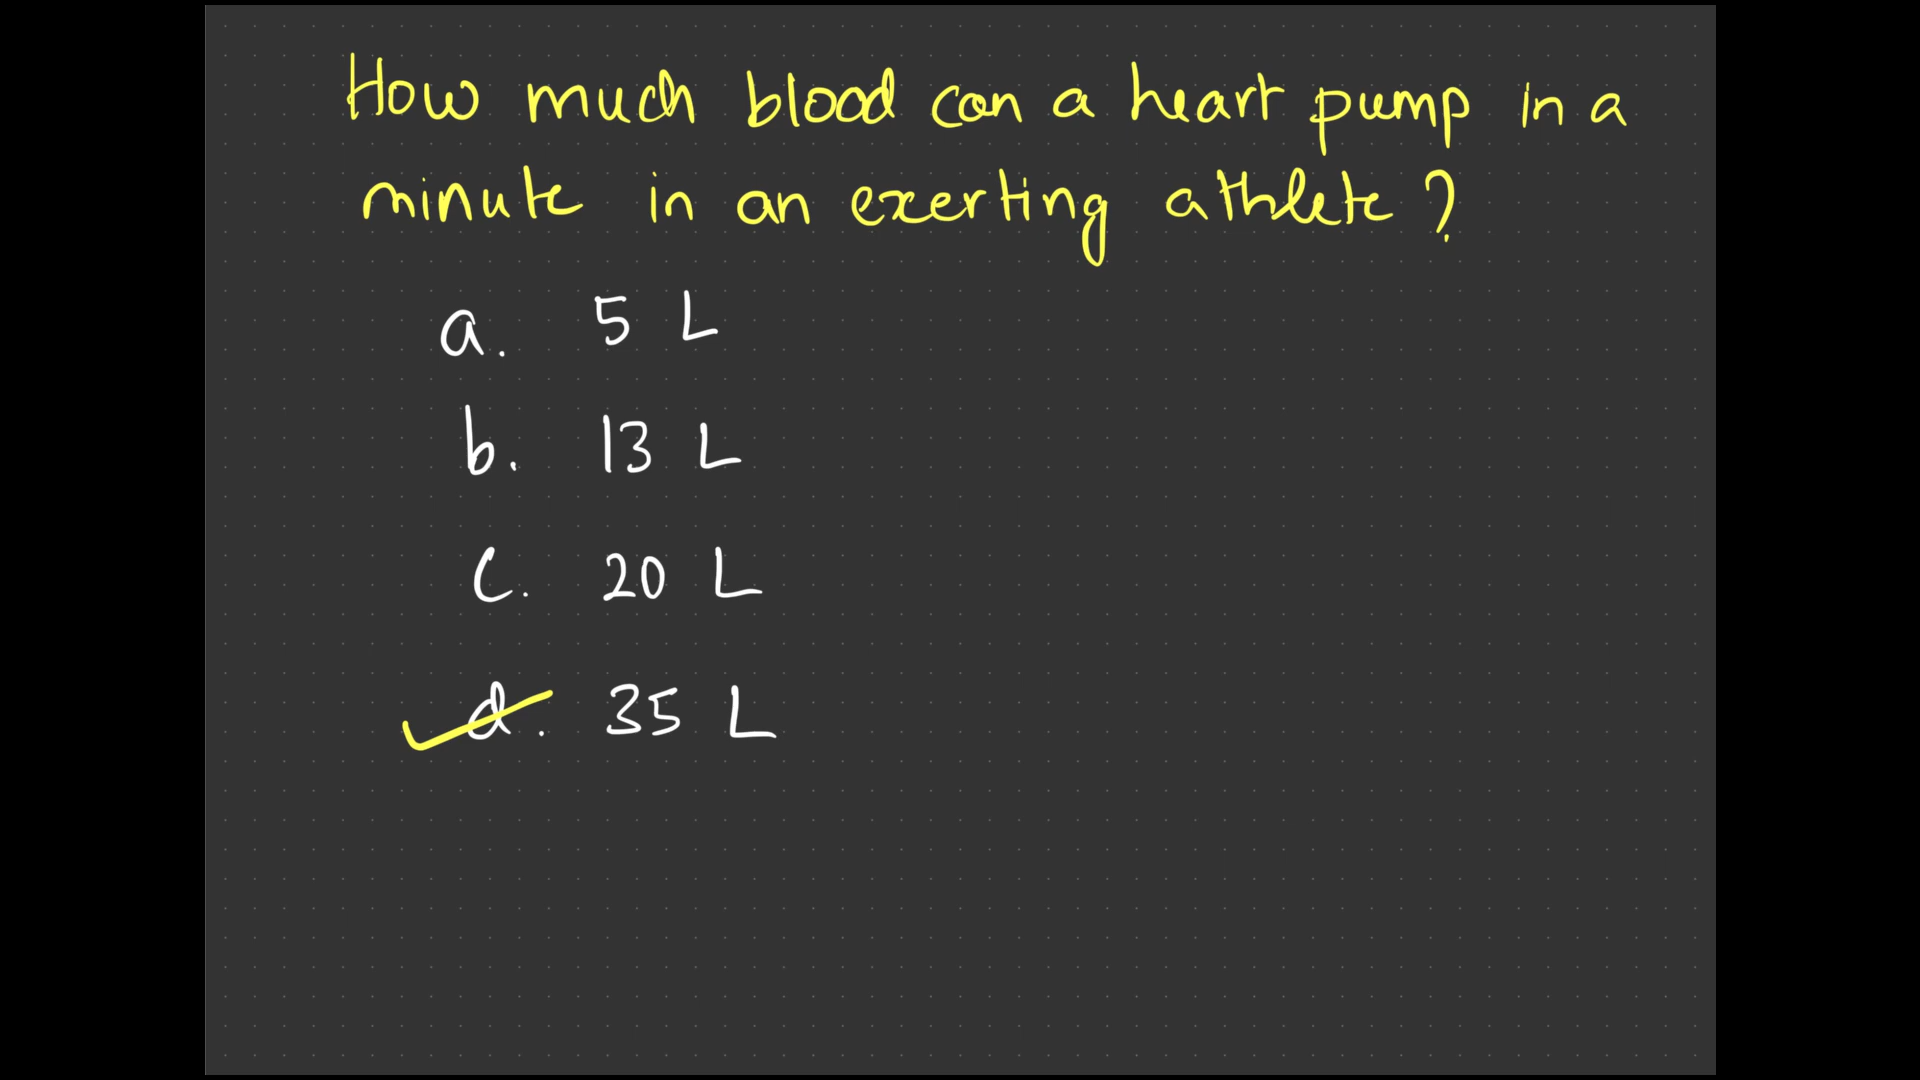 How much blood can a heart pump in a
minute in an exerting athlete?
a. 5 L
b. 13 L
c. 20 L
d. 35 L